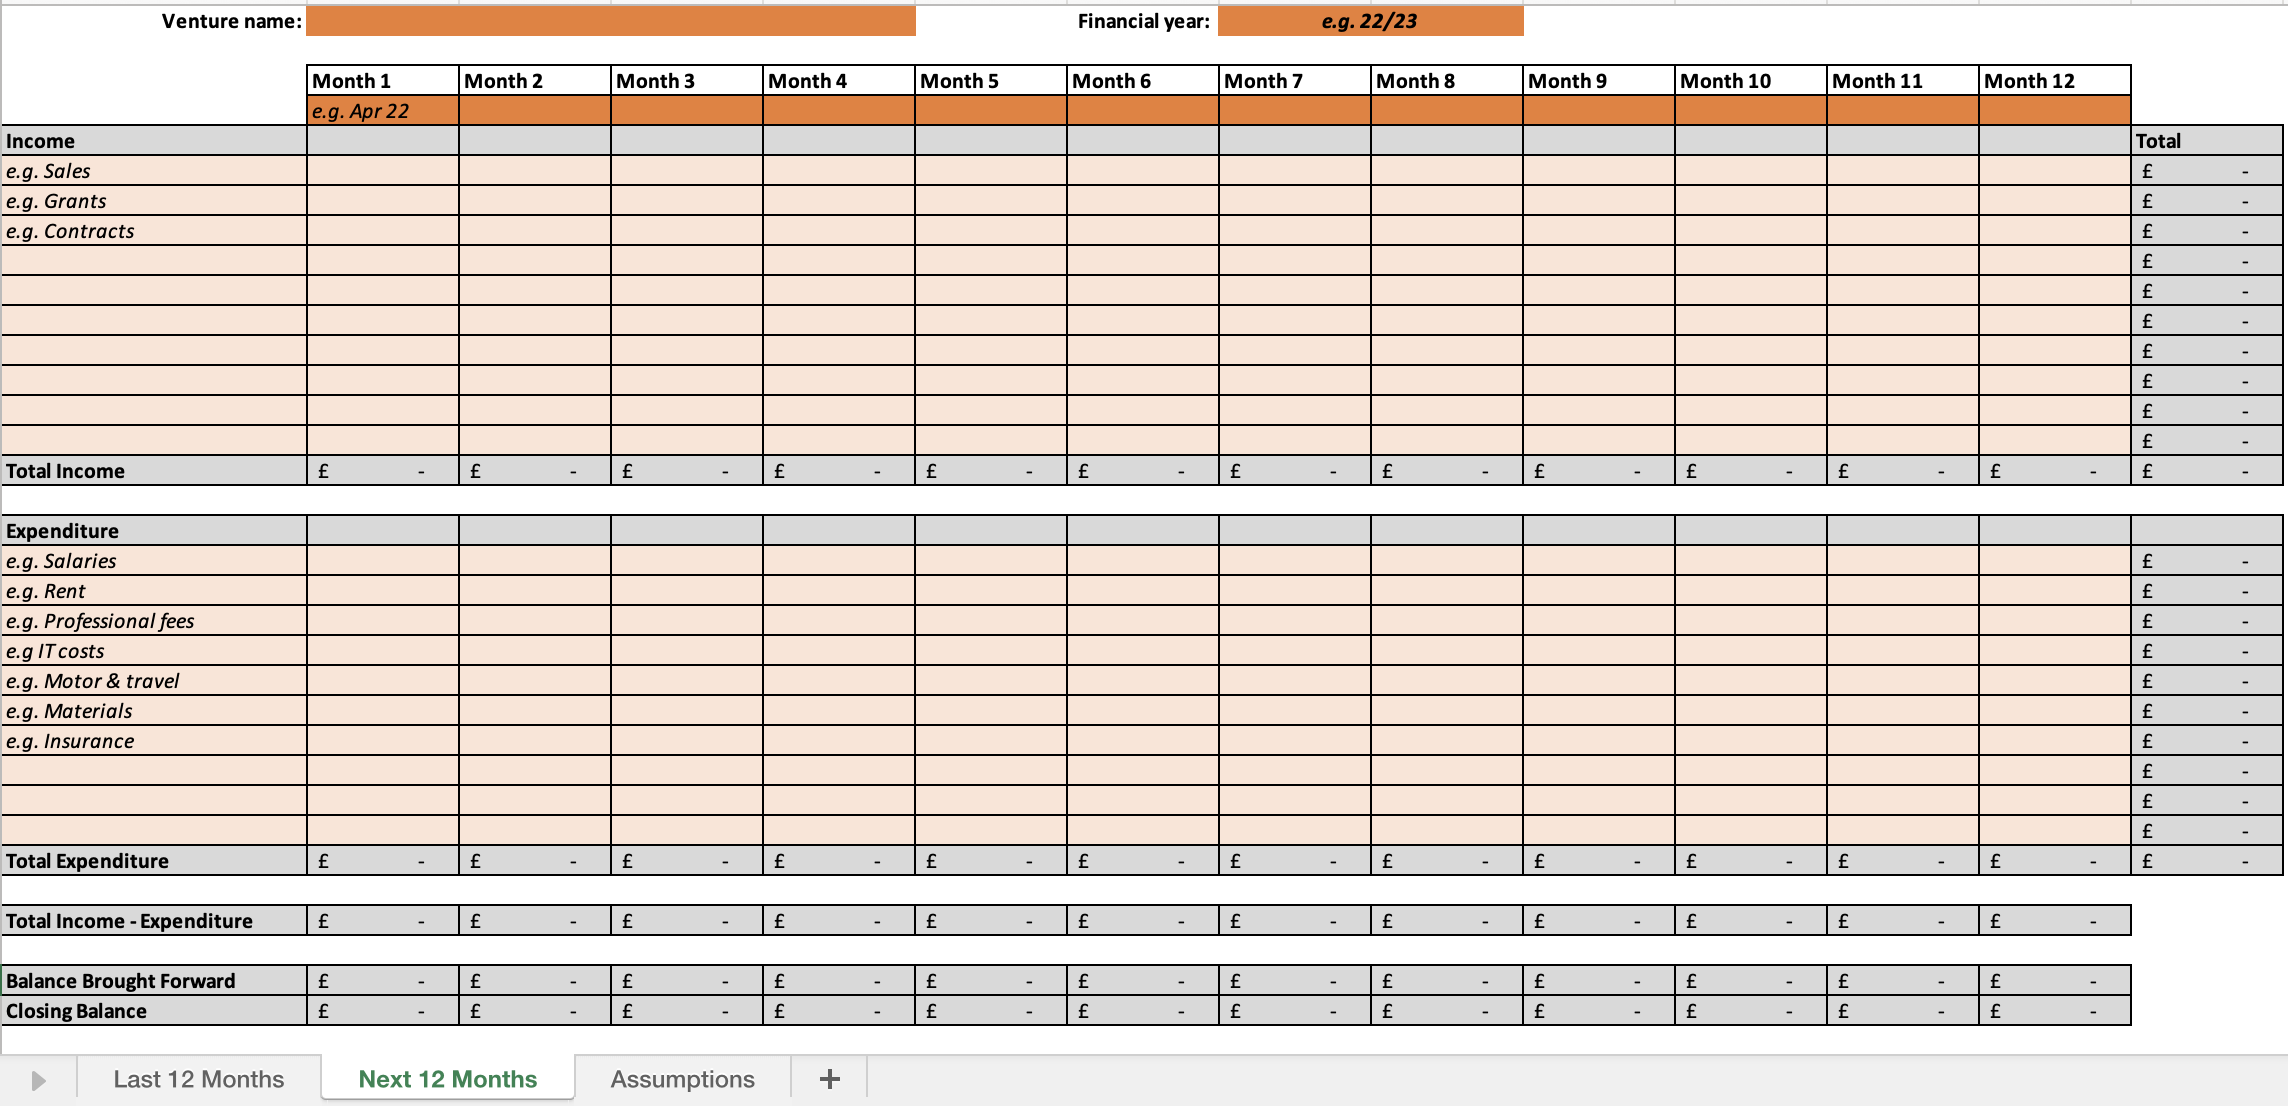 Venture name: Financial year: e.g. 22/23
Month 1 Month 2 Month 3 Month 4 Month 5 Month 6 Month 7 Month 8 Month 9 Month 10 Month 11 Month 12
e.g. Apr 22
Income Total
e.g. Sales £ -
e.g. Grants £ -
e.g. Contracts £ -
£ -
£ -
£ -
£ -
£ -
£ -
£ -
Total Income £ - £ - £ - £ - £ - £ - £ - £ - £ - £ - £ - £ - £ -
Expenditure
e.g. Salaries £ -
e.g. Rent £ -
e.g. Professional fees £ -
e.g IT costs £ -
e.g. Motor & travel £ -
e.g. Materials £ -
e.g. Insurance £ -
£ -
£ -
£ -
Total Expenditure £ - £ - £ - £ - £ - £ - £ - £ - £ - £ - £ - £ - £ -
Total Income - Expenditure £ - £ - £ - £ - £ - £ - £ - £ - £ - £ - £ - £ -
Balance Brought Forward £ - £ - £ - £ - £ - £ - £ - £ - £ - £ - £ - £ -
Closing Balance £ - £ - £ - £ - £ - £ - £ - £ - £ - £ - £ - £ -
Last 12 Months Next 12 Months Assumptions +